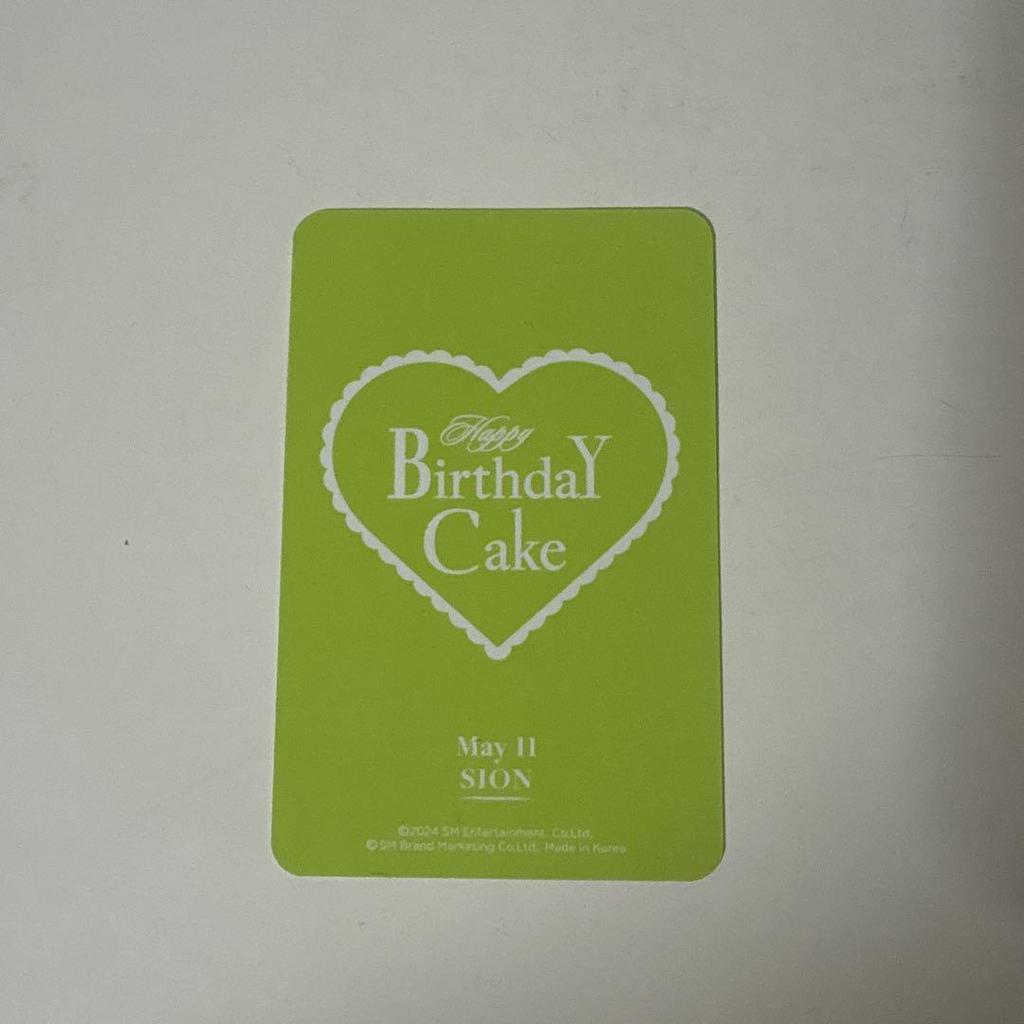 Happy
BirthdaY
Cake
May 11
SION
©2024 SM Entertainment. Co.Ltd.,
©SM Brand Marketing Co.Ltd., Made in Korea